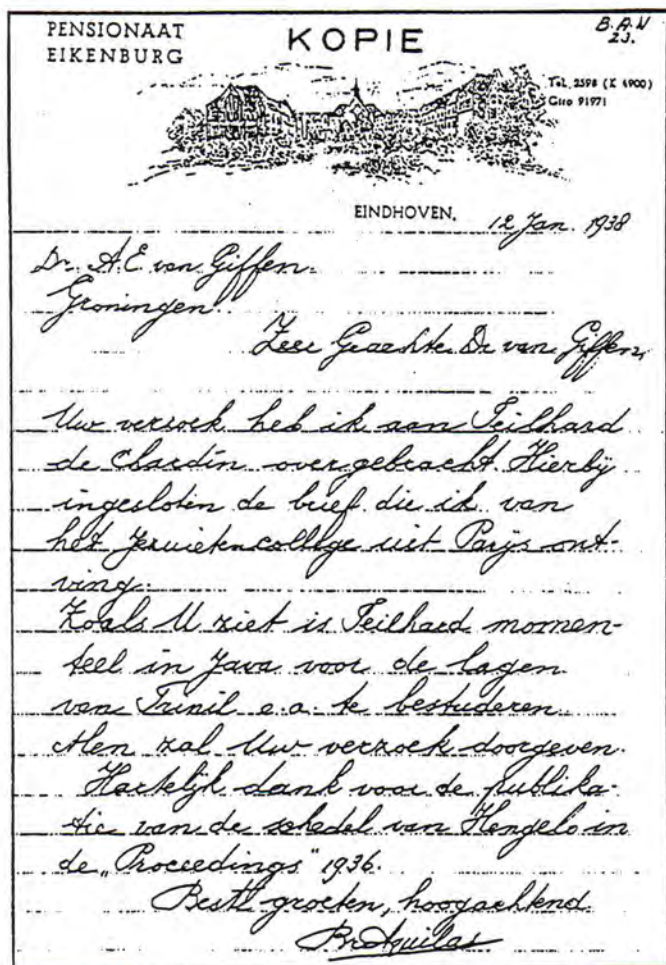 PENSIONAAT
EIKENBURG
KOPIE
B.A.N
23.
Tel. 2598 (K 4900)
Giro 91971
EINDHOVEN, 12 Jan. 1938
Dr. A.E. van Giffen.
Groningen.
Zeer Geachte Dr. van Giffen,
Uw verzoek heb ik aan Teilhard
de Chardin overgebracht. Hierbij
ingesloten de brief die ik van
het Jezuietencollege uit Parijs ont-
ving.
Zoals U ziet is Teilhard momen-
teel in Java voor de lagen
van Trinil e.a. te bestuderen.
Men zal Uw verzoek doorgeven.
Hartelijk dank voor de publika-
tie van de schedel van Hengelo in
de „Proceedings" 1936.
Beste groeten, hoogachtend
Br. Aquilas